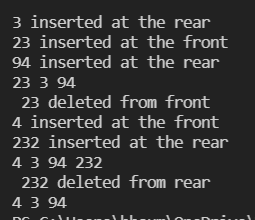 3 inserted at the rear
23 inserted at the front
94 inserted at the rear
23 3 94
23 deleted from front
4 inserted at the front
232 inserted at the rear
4 3 94 232
232 deleted from rear
4 3 94